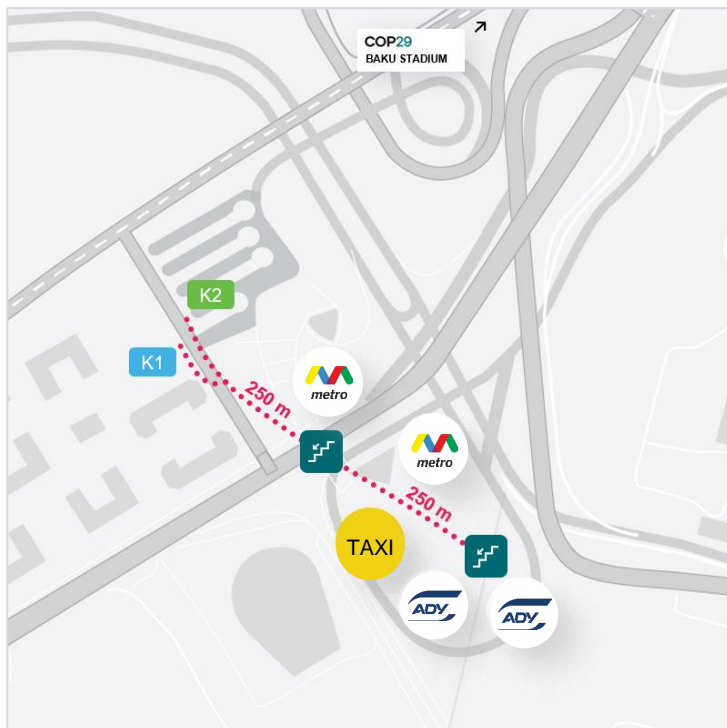 COP29
BAKU STADIUM
K2
K1
250 m
metro
metro
250 m
TAXI
ADY
ADY